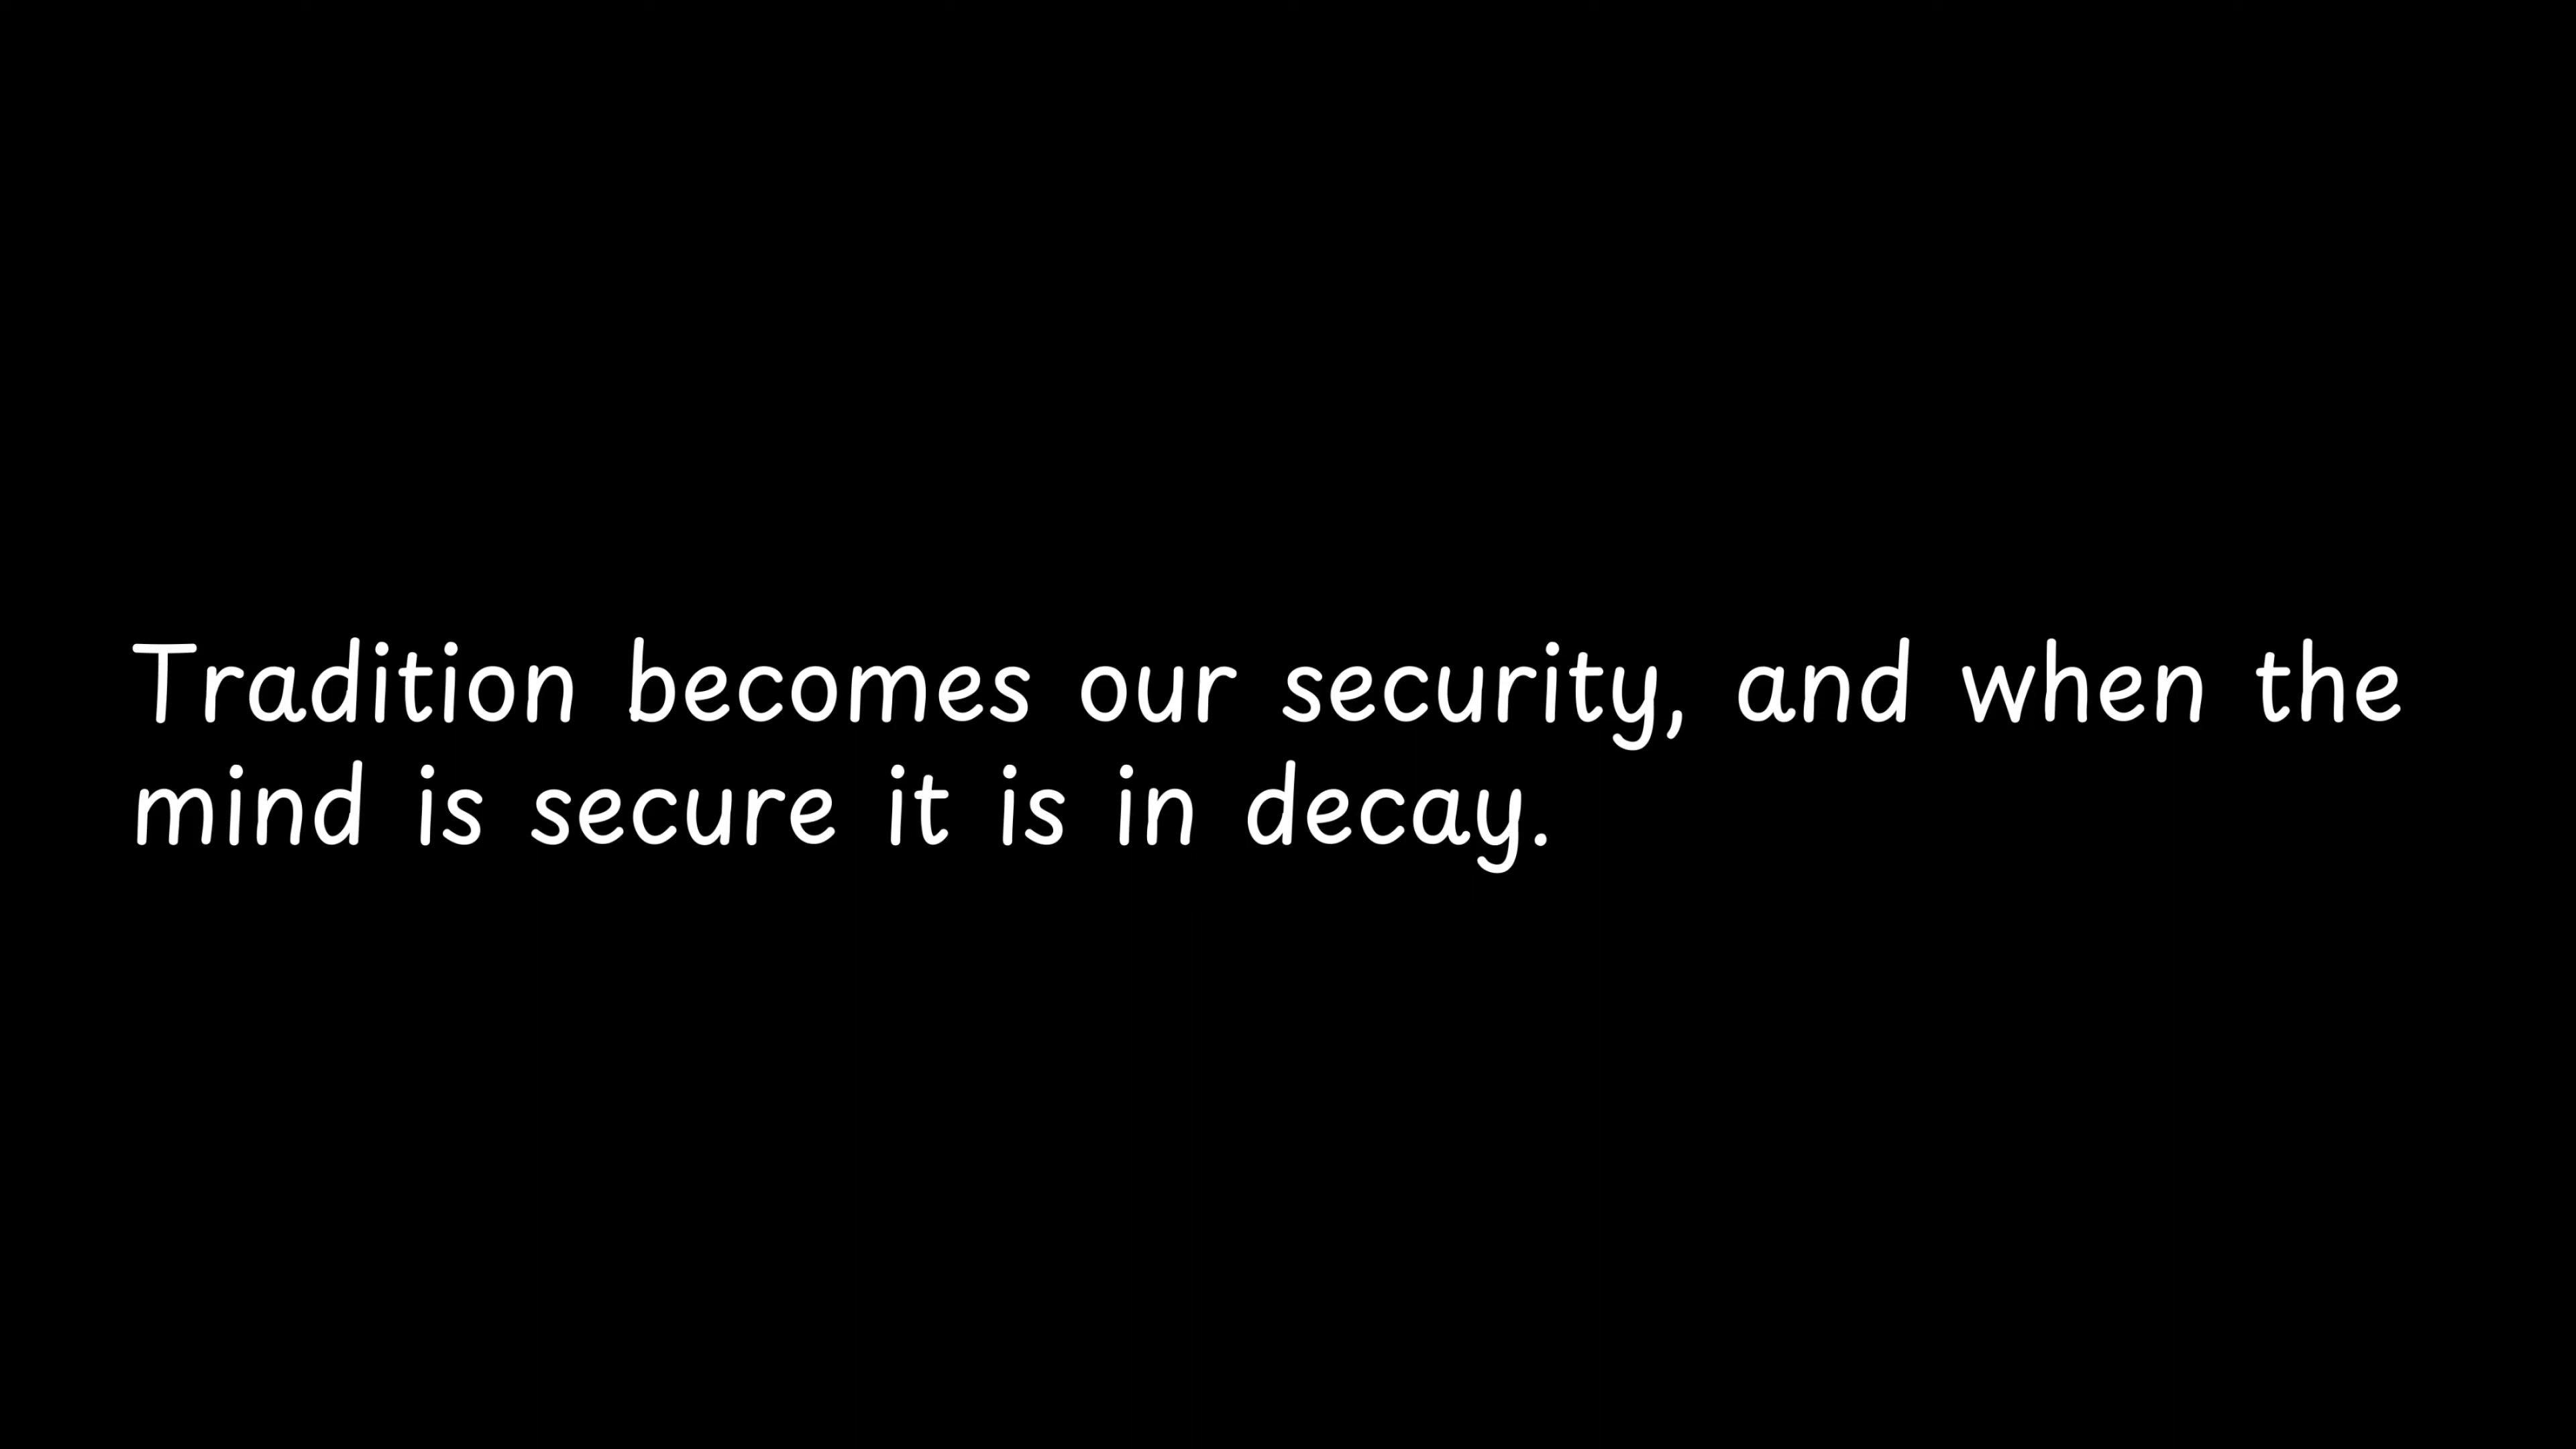 Tradition becomes our security, and when the
mind is secure it is in decay.